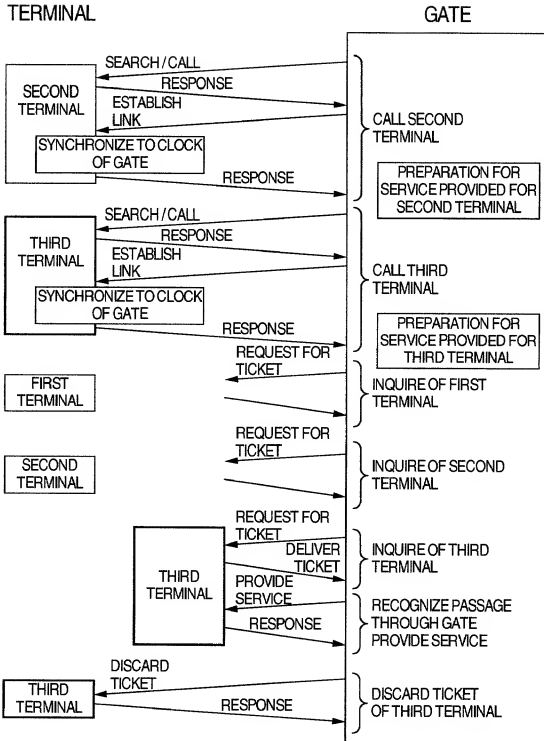 TERMINAL
GATE
SEARCH / CALL
SECOND
TERMINAL
RESPONSE
ESTABLISH
LINK
SYNCHRONIZE TO CLOCK
OF GATE
RESPONSE
CALL SECOND
TERMINAL
PREPARATION FOR
SERVICE PROVIDED FOR
SECOND TERMINAL
SEARCH / CALL
THIRD
TERMINAL
RESPONSE
ESTABLISH
LINK
SYNCHRONIZE TO CLOCK
OF GATE
RESPONSE
CALL THIRD
TERMINAL
PREPARATION FOR
SERVICE PROVIDED FOR
THIRD TERMINAL
FIRST
TERMINAL
REQUEST FOR
TICKET
INQUIRE OF FIRST
TERMINAL
SECOND
TERMINAL
REQUEST FOR
TICKET
INQUIRE OF SECOND
TERMINAL
THIRD
TERMINAL
REQUEST FOR
TICKET
DELIVER
TICKET
INQUIRE OF THIRD
TERMINAL
PROVIDE
SERVICE
RESPONSE
RECOGNIZE PASSAGE
THROUGH GATE
PROVIDE SERVICE
THIRD
TERMINAL
DISCARD
TICKET
RESPONSE
DISCARD TICKET
OF THIRD TERMINAL